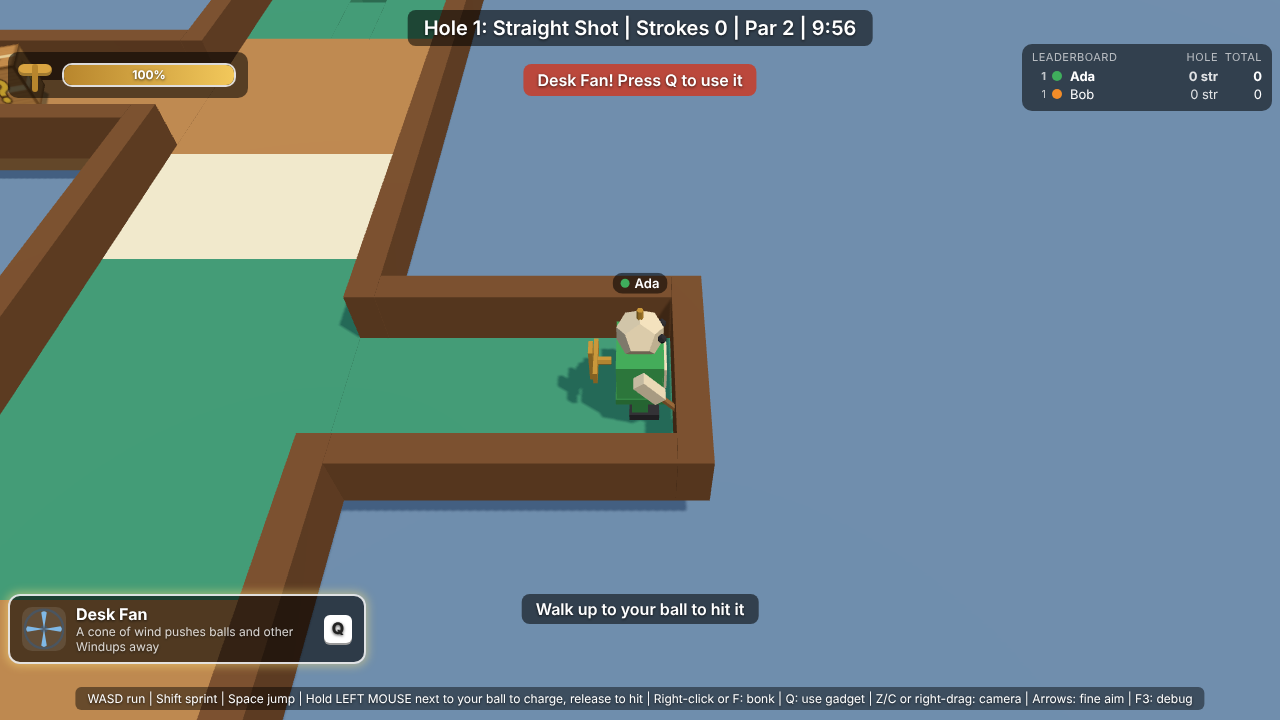 Hole 1: Straight Shot | Strokes 0 | Par 2 | 9:56
100%
Desk Fan! Press Q to use it
LEADERBOARD HOLE TOTAL
1 Ada 0 str 0
1 Bob 0 str 0
Ada
Walk up to your ball to hit it
Desk Fan
A cone of wind pushes balls and other
Windups away
Q
WASD run | Shift sprint | Space jump | Hold LEFT MOUSE next to your ball to charge, release to hit | Right-click or F: bonk | Q: use gadget | Z/C or right-drag: camera | Arrows: fine aim | F3: debug